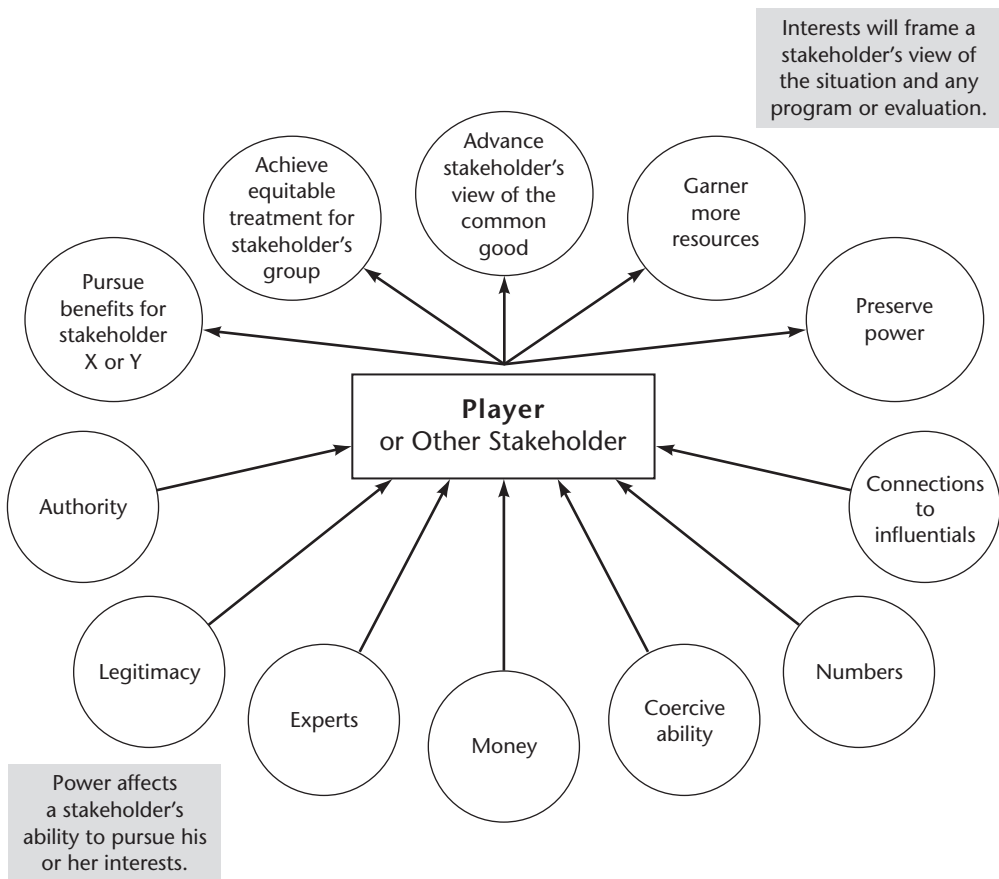 Interests will frame a
stakeholder's view of
the situation and any
program or evaluation.
Achieve
equitable
treatment for
stakeholder's
group
Advance
stakeholder's
view of the
common
good
Garner
more
resources
Pursue
benefits for
stakeholder
X or Y
Preserve
power
Player
or Other Stakeholder
Authority
Connections
to
influentials
Legitimacy
Experts
Money
Coercive
ability
Numbers
Power affects
a stakeholder's
ability to pursue his
or her interests.